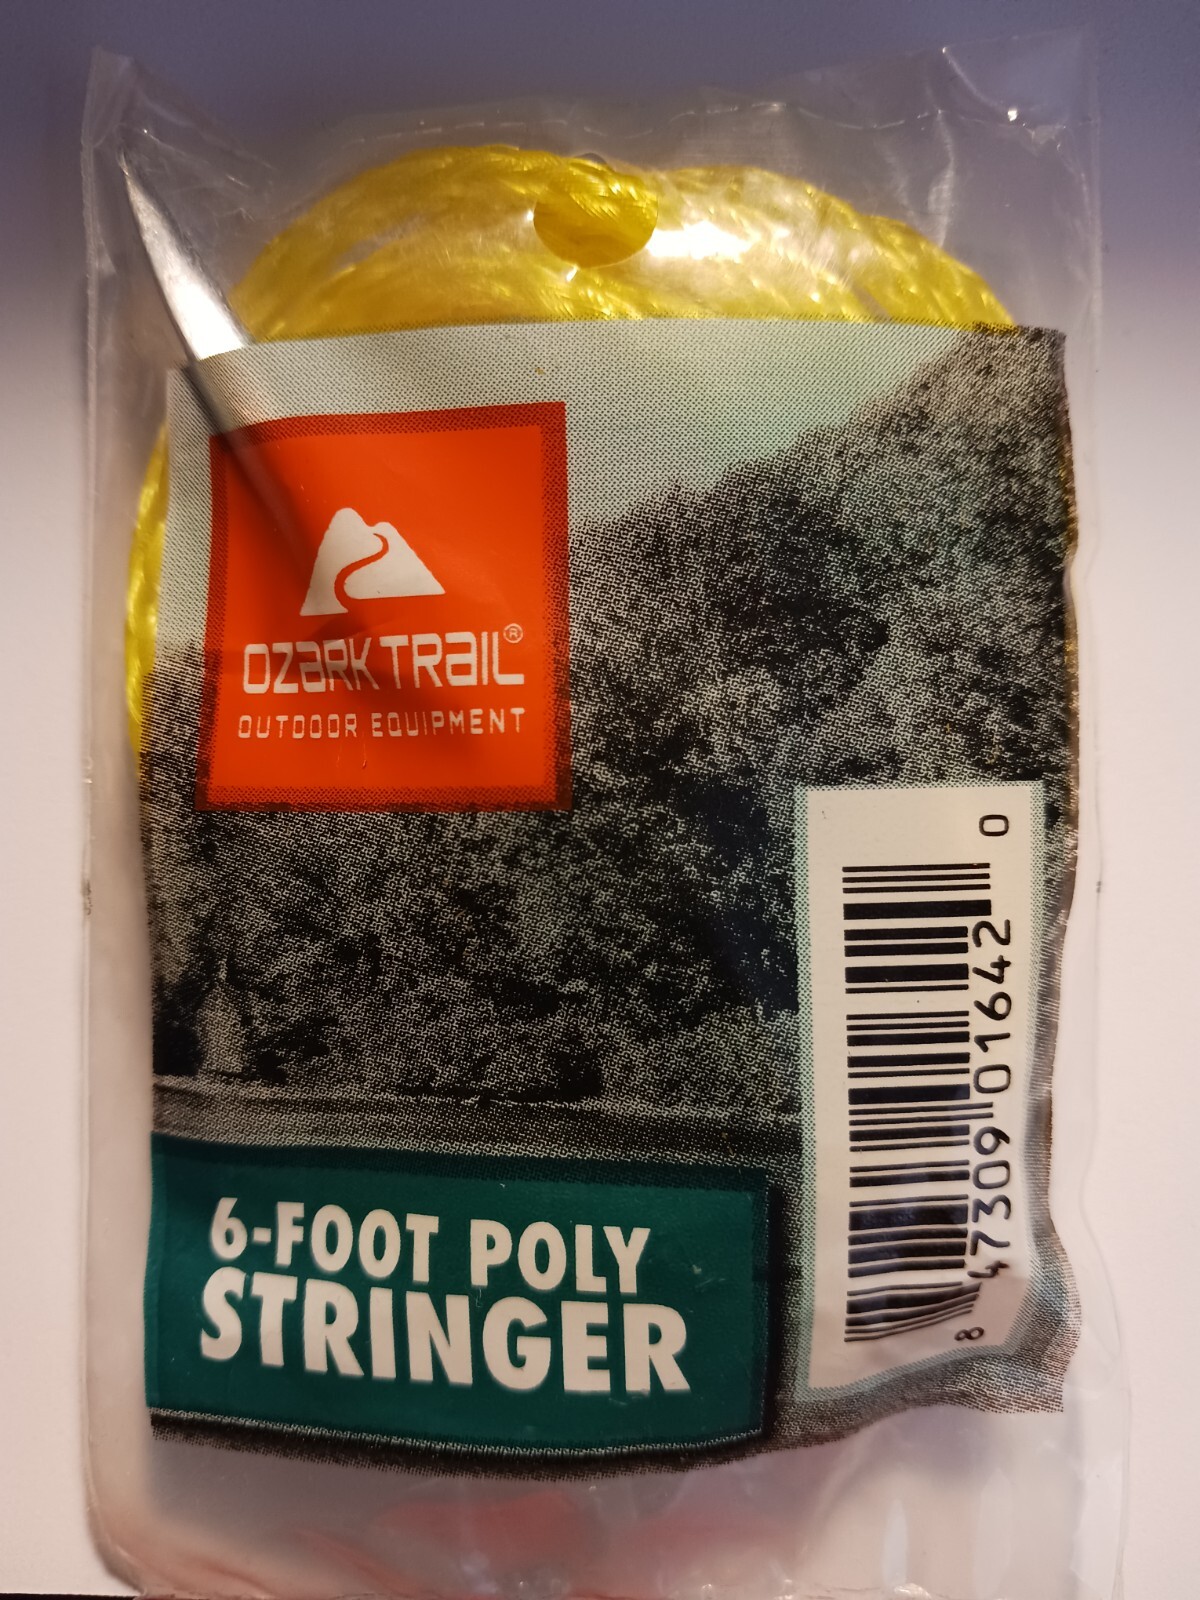 OZARK TRAIL®
OUTDOOR EQUIPMENT
6-FOOT POLY
STRINGER
8 47309 01642 0